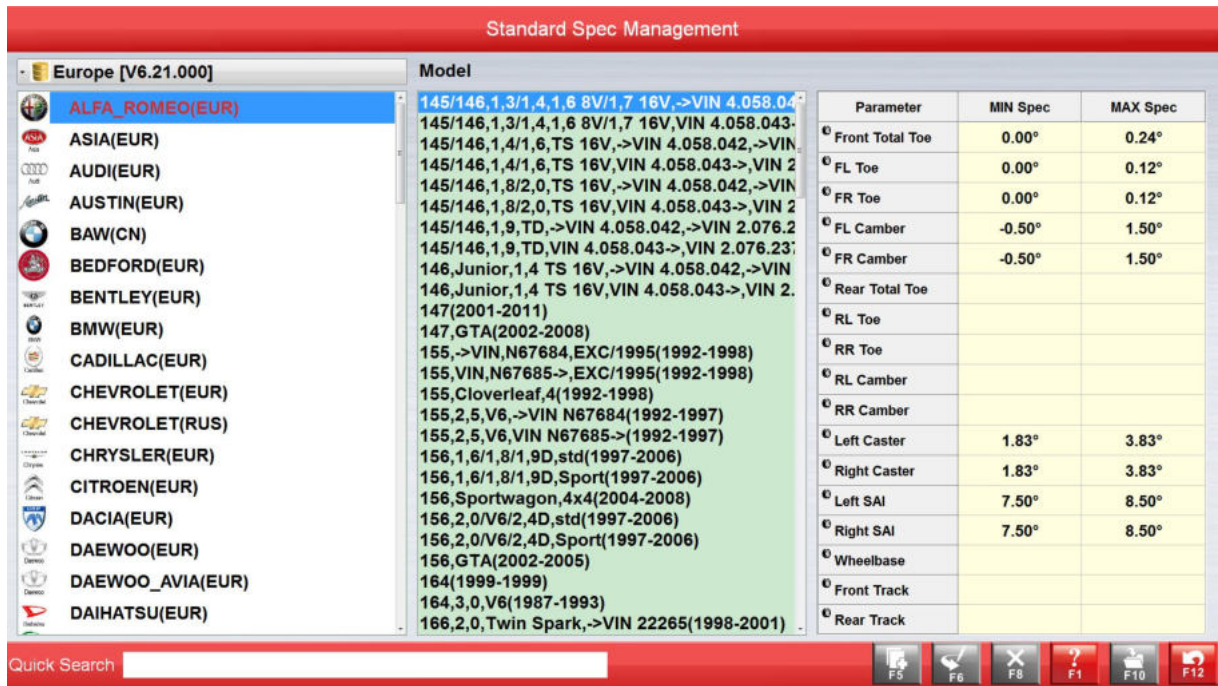 Standard Spec Management
Europe [V6.21.000]
Model
ALFA_ROMEO(EUR)
ASIA(EUR)
AUDI(EUR)
AUSTIN(EUR)
BAW(CN)
BEDFORD(EUR)
BENTLEY(EUR)
BMW(EUR)
CADILLAC(EUR)
CHEVROLET(EUR)
CHEVROLET(RUS)
CHRYSLER(EUR)
CITROEN(EUR)
DACIA(EUR)
DAEWOO(EUR)
DAEWOO_AVIA(EUR)
DAIHATSU(EUR)
145/146,1,3/1,4,1,6 8V/1,7 16V,->VIN 4.058.04
145/146,1,3/1,4,1,6 8V/1,7 16V,VIN 4.058.043-
145/146,1,4/1,6,TS 16V,->VIN 4.058.042,->VIN
145/146,1,4/1,6,TS 16V,VIN 4.058.043->,VIN 2
145/146,1,8/2,0,TS 16V,->VIN 4.058.042,->VIN
145/146,1,8/2,0,TS 16V,VIN 4.058.043->,VIN 2
145/146,1,9,TD,->VIN 4.058.042,->VIN 2.076.2
145/146,1,9,TD,VIN 4.058.043->,VIN 2.076.237
146,Junior,1,4 TS 16V,->VIN 4.058.042,->VIN
146,Junior,1,4 TS 16V,VIN 4.058.043->,VIN 2.
147(2001-2011)
147,GTA(2002-2008)
155,->VIN,N67684,EXC/1995(1992-1998)
155,VIN,N67685->,EXC/1995(1992-1998)
155,Cloverleaf,4(1992-1998)
155,2,5,V6,->VIN N67684(1992-1997)
155,2,5,V6,VIN N67685->(1992-1997)
156,1,6/1,8/1,9D,std(1997-2006)
156,1,6/1,8/1,9D,Sport(1997-2006)
156,Sportwagon,4x4(2004-2008)
156,2,0/V6/2,4D,std(1997-2006)
156,2,0/V6/2,4D,Sport(1997-2006)
156,GTA(2002-2005)
164(1999-1999)
164,3,0,V6(1987-1993)
166,2,0,Twin Spark,->VIN 22265(1998-2001)
Parameter MIN Spec MAX Spec
Front Total Toe 0.00° 0.24°
FL Toe 0.00° 0.12°
FR Toe 0.00° 0.12°
FL Camber -0.50° 1.50°
FR Camber -0.50° 1.50°
Rear Total Toe
RL Toe
RR Toe
RL Camber
RR Camber
Left Caster 1.83° 3.83°
Right Caster 1.83° 3.83°
Left SAI 7.50° 8.50°
Right SAI 7.50° 8.50°
Wheelbase
Front Track
Rear Track
Quick Search
F5 F6 F8 F1 F10 F12